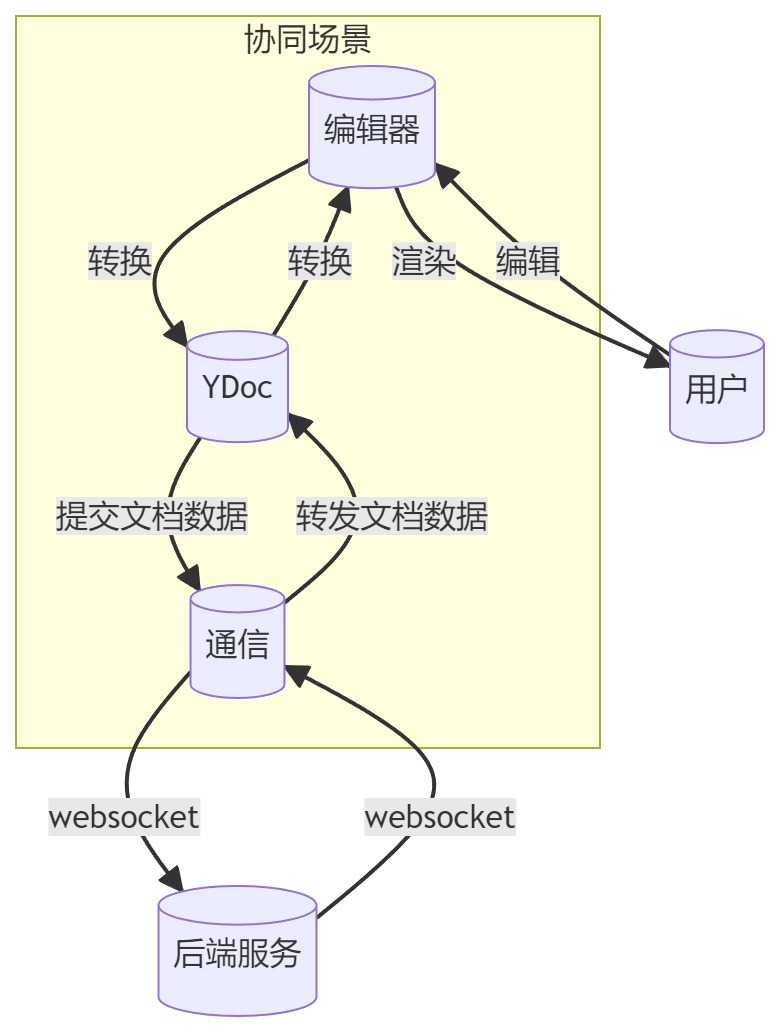 协同场景
编辑器
转换
转换
渲染
编辑
YDoc
用户
提交文档数据
转发文档数据
通信
websocket
websocket
后端服务